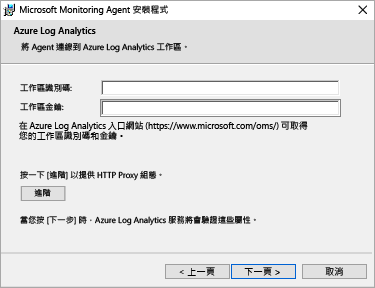 Microsoft Monitoring Agent 安裝程式
Azure Log Analytics
將 Agent 連線到 Azure Log Analytics 工作區。
工作區識別碼:
工作區金鑰:
在 Azure Log Analytics 入口網站 (https://www.microsoft.com/oms/) 可取得
您的工作區識別碼和金鑰。
按一下 [進階] 以提供 HTTP Proxy 組態。
進階
當您按 [下一步] 時，Azure Log Analytics 服務將會驗證這些屬性。
< 上一頁 下一頁 > 取消